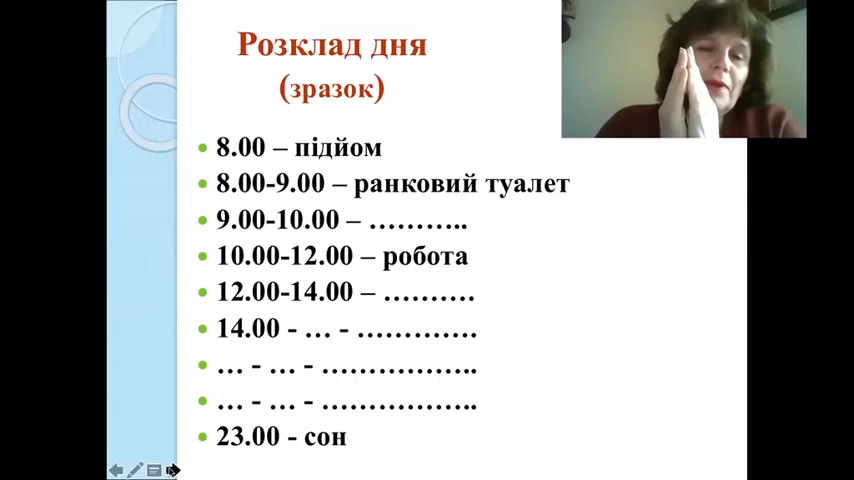 Розклад дня
(зразок)
8.00 – підйом
8.00-9.00 – ранковий туалет
9.00-10.00 – ………..
10.00-12.00 – робота
12.00-14.00 – ……….
14.00 - … - ………….
… - … - ……………..
… - … - ……………..
23.00 - сон